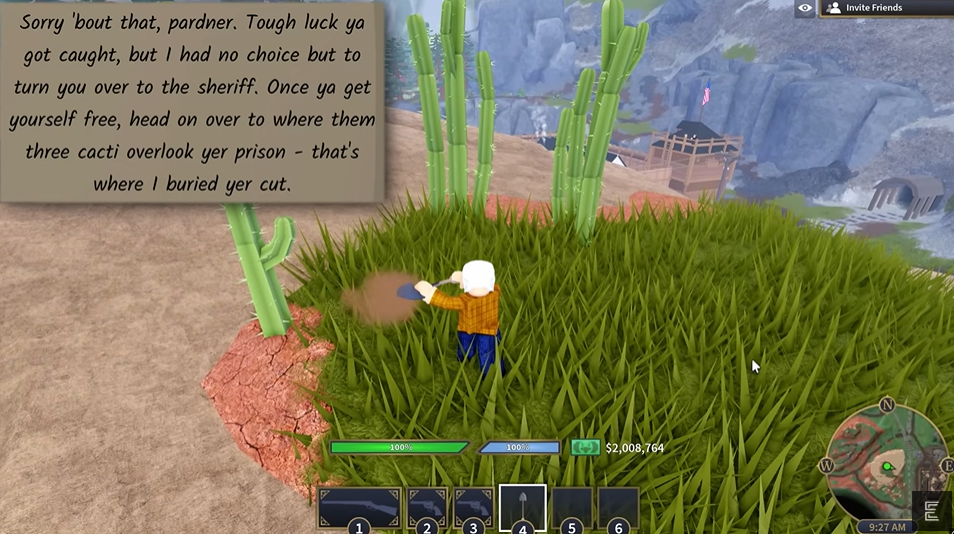 Sorry 'bout that, pardner. Tough luck ya
got caught, but I had no choice but to
turn you over to the sheriff. Once ya get
yourself free, head on over to where them
three cacti overlook yer prison - that's
where I buried yer cut.
Invite Friends
100%
100%
$2,008,764
N
W
E
1
2
3
4
5
6
9:27 AM
E